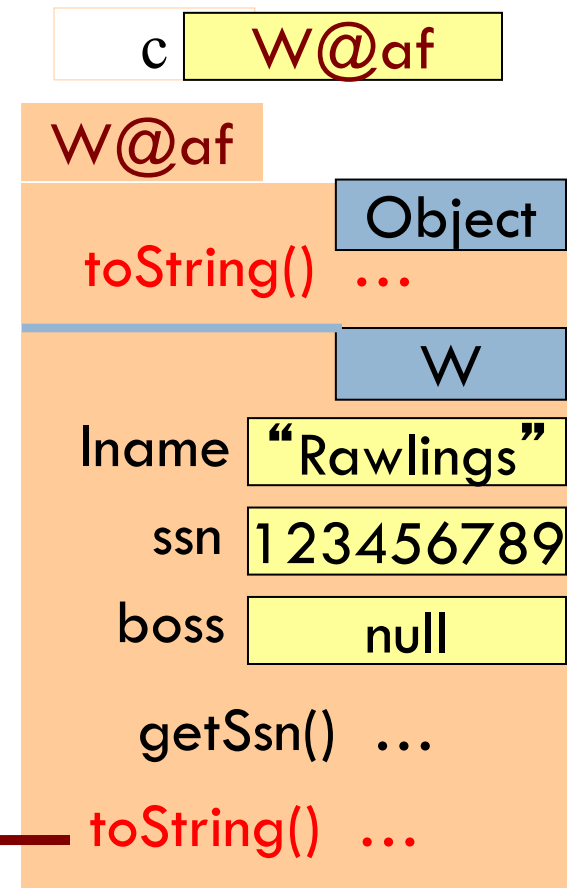 c W@af
W@af
Object
toString() …
W
lname “Rawlings”
ssn 123456789
boss null
getSsn() …
toString() …